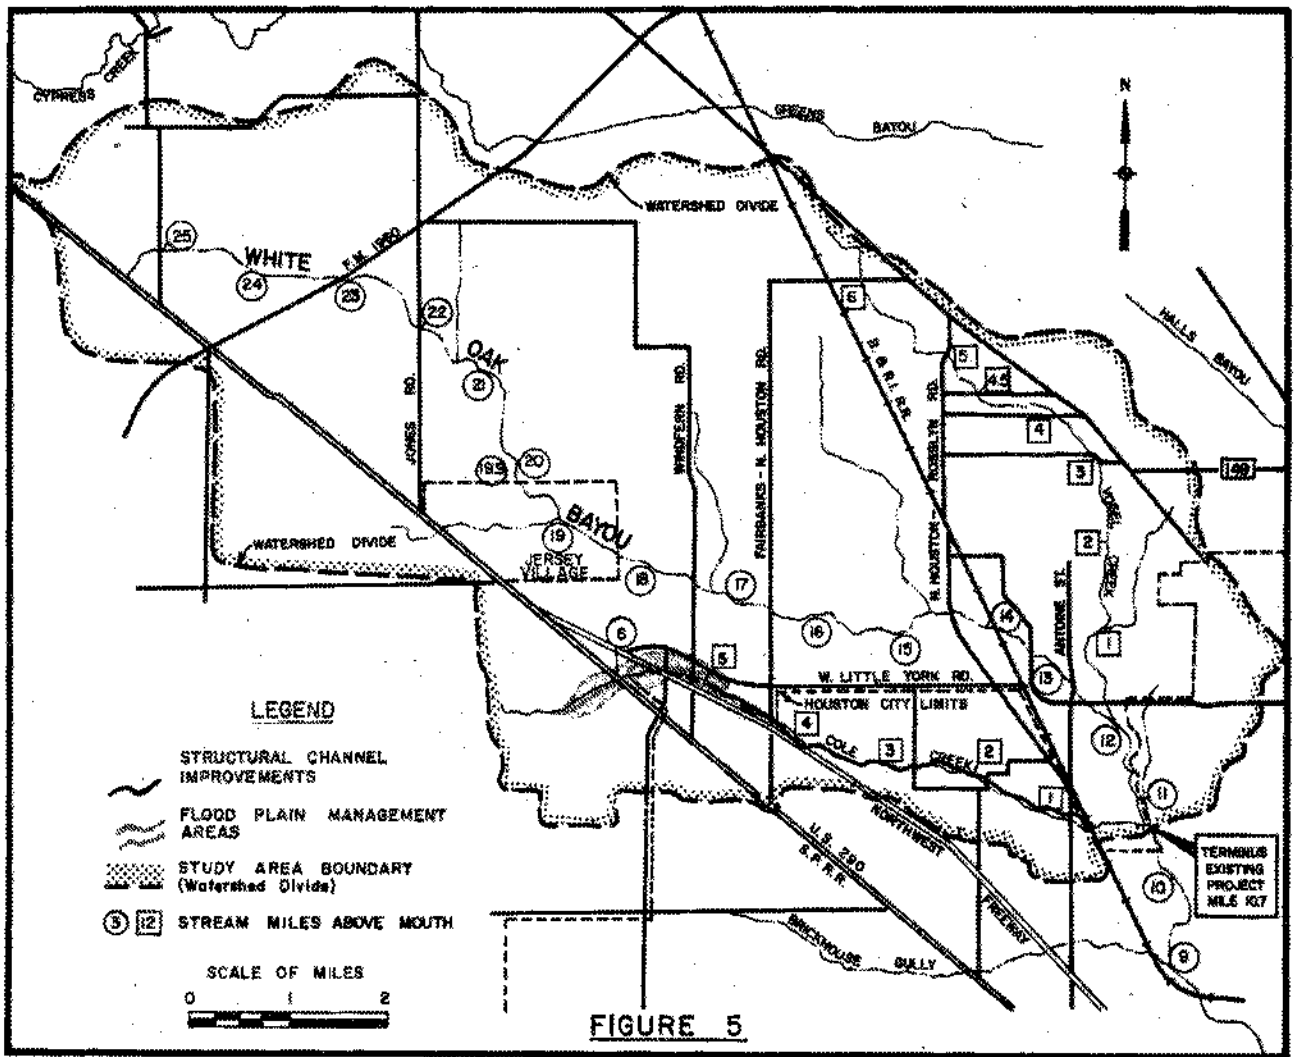 CYPRESS CREEK
GREENS BAYOU
N
WATERSHED DIVIDE
25
WHITE
24
F.M. 1960
23
22
OAK
21
JONES RD.
WINDFERN RD.
FAIRBANKS - N. HOUSTON RD.
6
B. & R.I. R.R.
N. HOUSTON - ROSSLYN RD.
5
4.5
HALLS BAYOU
4
3
149
19.5
20
BAYOU
19
JERSEY
VILLAGE
18
17
16
15
14
13
VOGEL CREEK
2
ANTOINE ST.
1
WATERSHED DIVIDE
6
5
W. LITTLE YORK RD.
HOUSTON CITY LIMITS
4
COLE
3
CREEK
2
1
12
11
NORTHWEST
FREEWAY
U.S. 290
S. P. R.R.
TERMINUS
EXISTING
PROJECT
MILE 10.7
10
9
BRICKHOUSE GULLY
LEGEND
STRUCTURAL CHANNEL
IMPROVEMENTS
FLOOD PLAIN MANAGEMENT
AREAS
STUDY AREA BOUNDARY
(Watershed Divide)
3 12 STREAM MILES ABOVE MOUTH
SCALE OF MILES
0 1 2
FIGURE 5